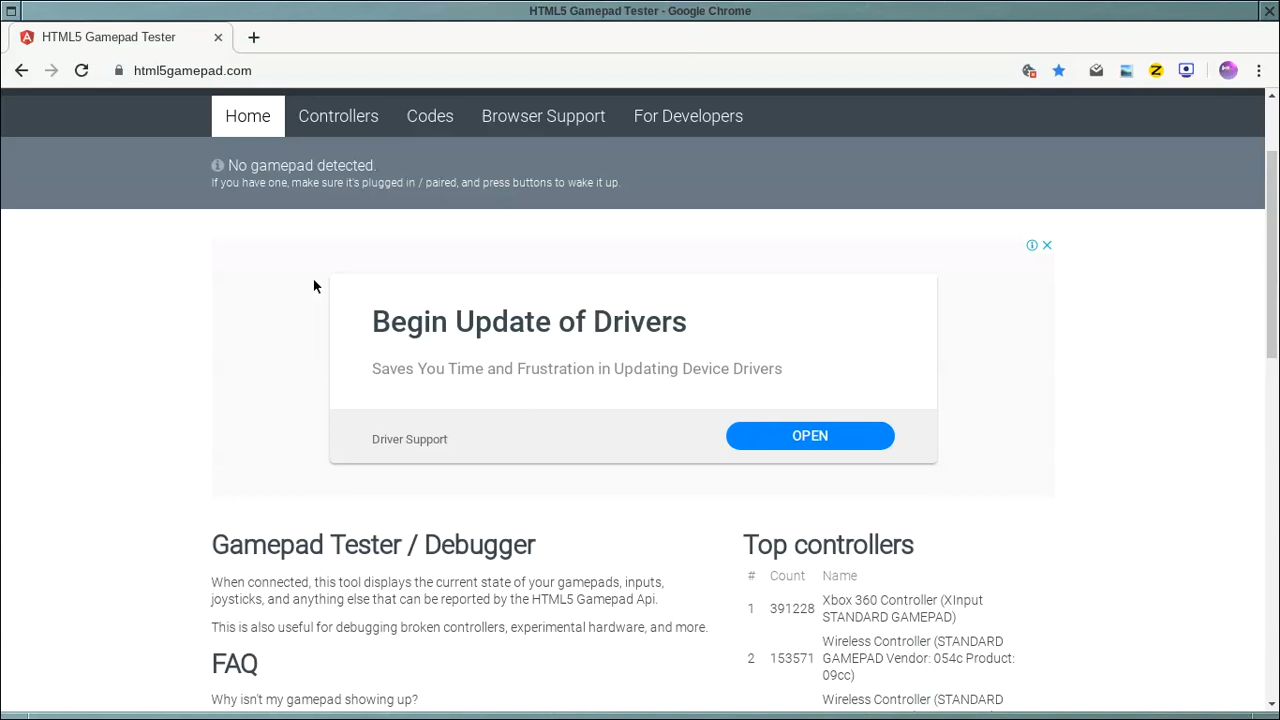 HTML5 Gamepad Tester - Google Chrome
HTML5 Gamepad Tester
html5gamepad.com
Home Controllers Codes Browser Support For Developers
No gamepad detected.
If you have one, make sure it's plugged in / paired, and press buttons to wake it up.
Begin Update of Drivers
Saves You Time and Frustration in Updating Device Drivers
Driver Support
OPEN
Gamepad Tester / Debugger
When connected, this tool displays the current state of your gamepads, inputs,
joysticks, and anything else that can be reported by the HTML5 Gamepad Api.
This is also useful for debugging broken controllers, experimental hardware, and more.
FAQ
Why isn't my gamepad showing up?
Top controllers
# Count Name
1 391228 Xbox 360 Controller (XInput
STANDARD GAMEPAD)
Wireless Controller (STANDARD
2 153571 GAMEPAD Vendor: 054c Product:
09cc)
Wireless Controller (STANDARD